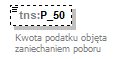 tns:P_50
Kwota podatku objęta
zaniechaniem poboru